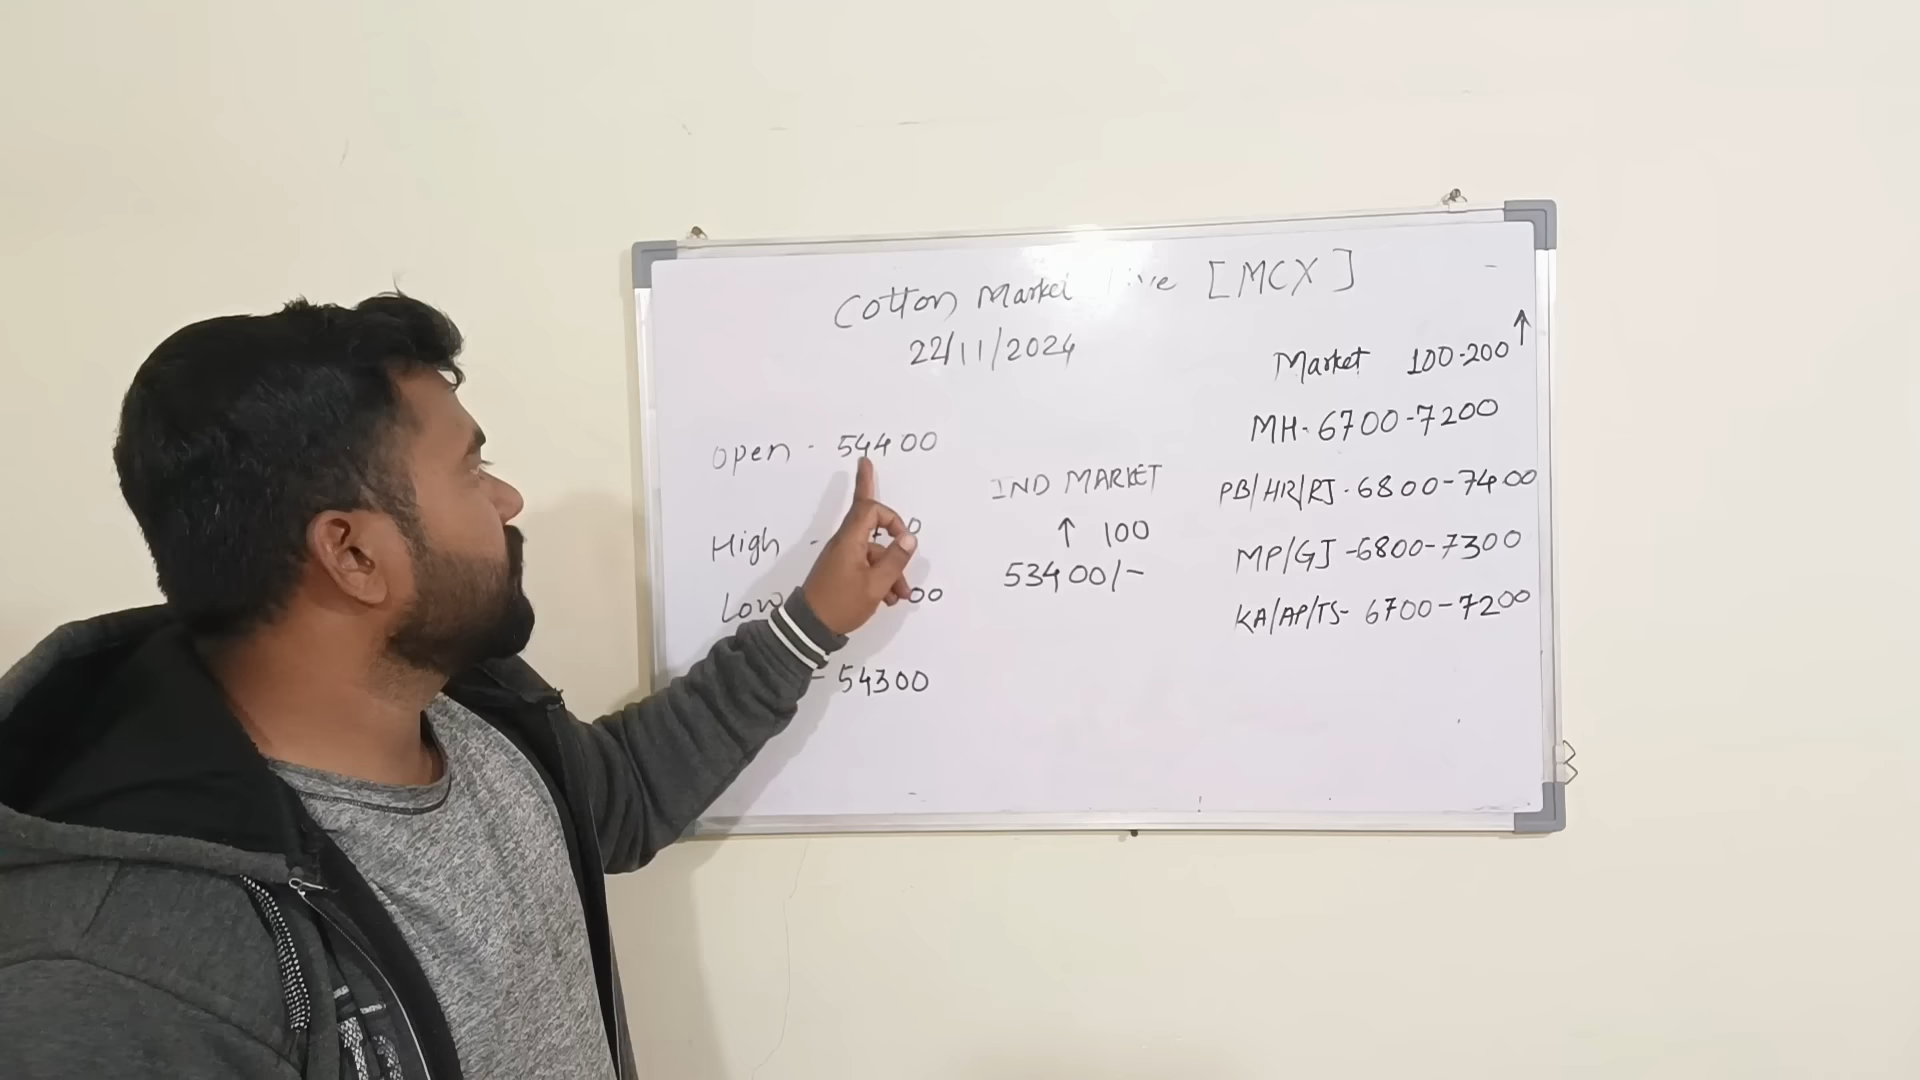 Cotton Market Live [MCX]
22/11/2024
Open - 54400
High -
Low
- 54300
IND MARKET
↑ 100
53400/-
Market 100-200 ↑
MH- 6700-7200
PB/HR/RJ - 6800-7400
MP/GJ -6800-7300
KA/AP/TS- 6700-7200